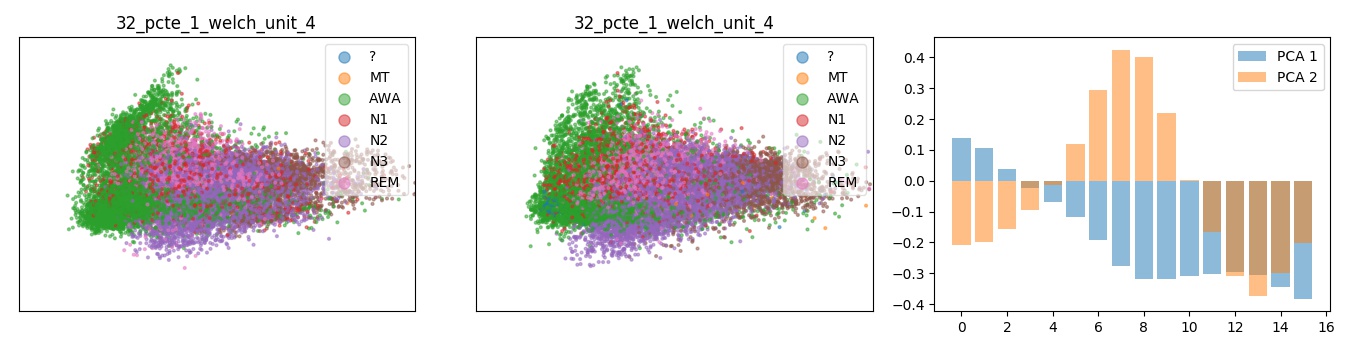 32_pcte_1_welch_unit_4
?
MT
AWA
N1
N2
N3
REM
32_pcte_1_welch_unit_4
?
MT
AWA
N1
N2
N3
REM
PCA 1
PCA 2
0.4
0.3
0.2
0.1
0.0
−0.1
−0.2
−0.3
−0.4
0 2 4 6 8 10 12 14 16